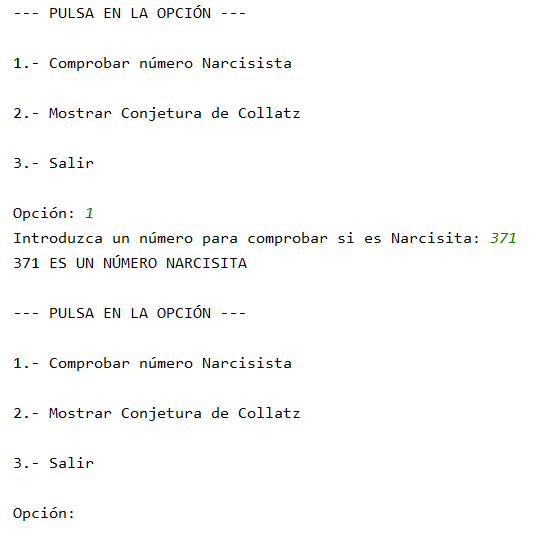 --- PULSA EN LA OPCIÓN ---
1.- Comprobar número Narcisista
2.- Mostrar Conjetura de Collatz
3.- Salir
Opción: 1
Introduzca un número para comprobar si es Narcisita: 371
371 ES UN NÚMERO NARCISITA
--- PULSA EN LA OPCIÓN ---
1.- Comprobar número Narcisista
2.- Mostrar Conjetura de Collatz
3.- Salir
Opción: